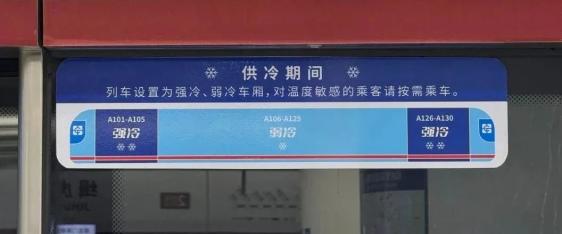 供冷期间
列车设置为强冷、弱冷车厢,对温度敏感的乘客请按需乘车。
A101-A105 A106-A125 A126-A130
强冷 弱冷 强冷